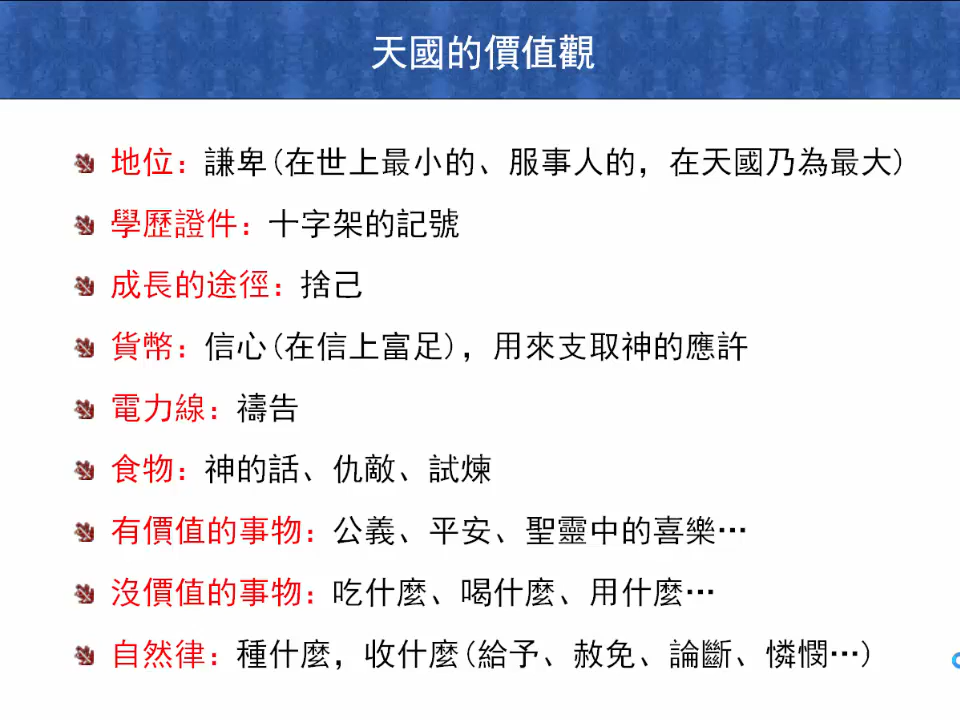 天國的價值觀
地位：謙卑(在世上最小的、服事人的，在天國乃為最大)
學歷證件：十字架的記號
成長的途徑：捨己
貨幣：信心(在信上富足)，用來支取神的應許
電力線：禱告
食物：神的話、仇敵、試煉
有價值的事物：公義、平安、聖靈中的喜樂…
沒價值的事物：吃什麼、喝什麼、用什麼…
自然律：種什麼，收什麼(給予、赦免、論斷、憐憫…)